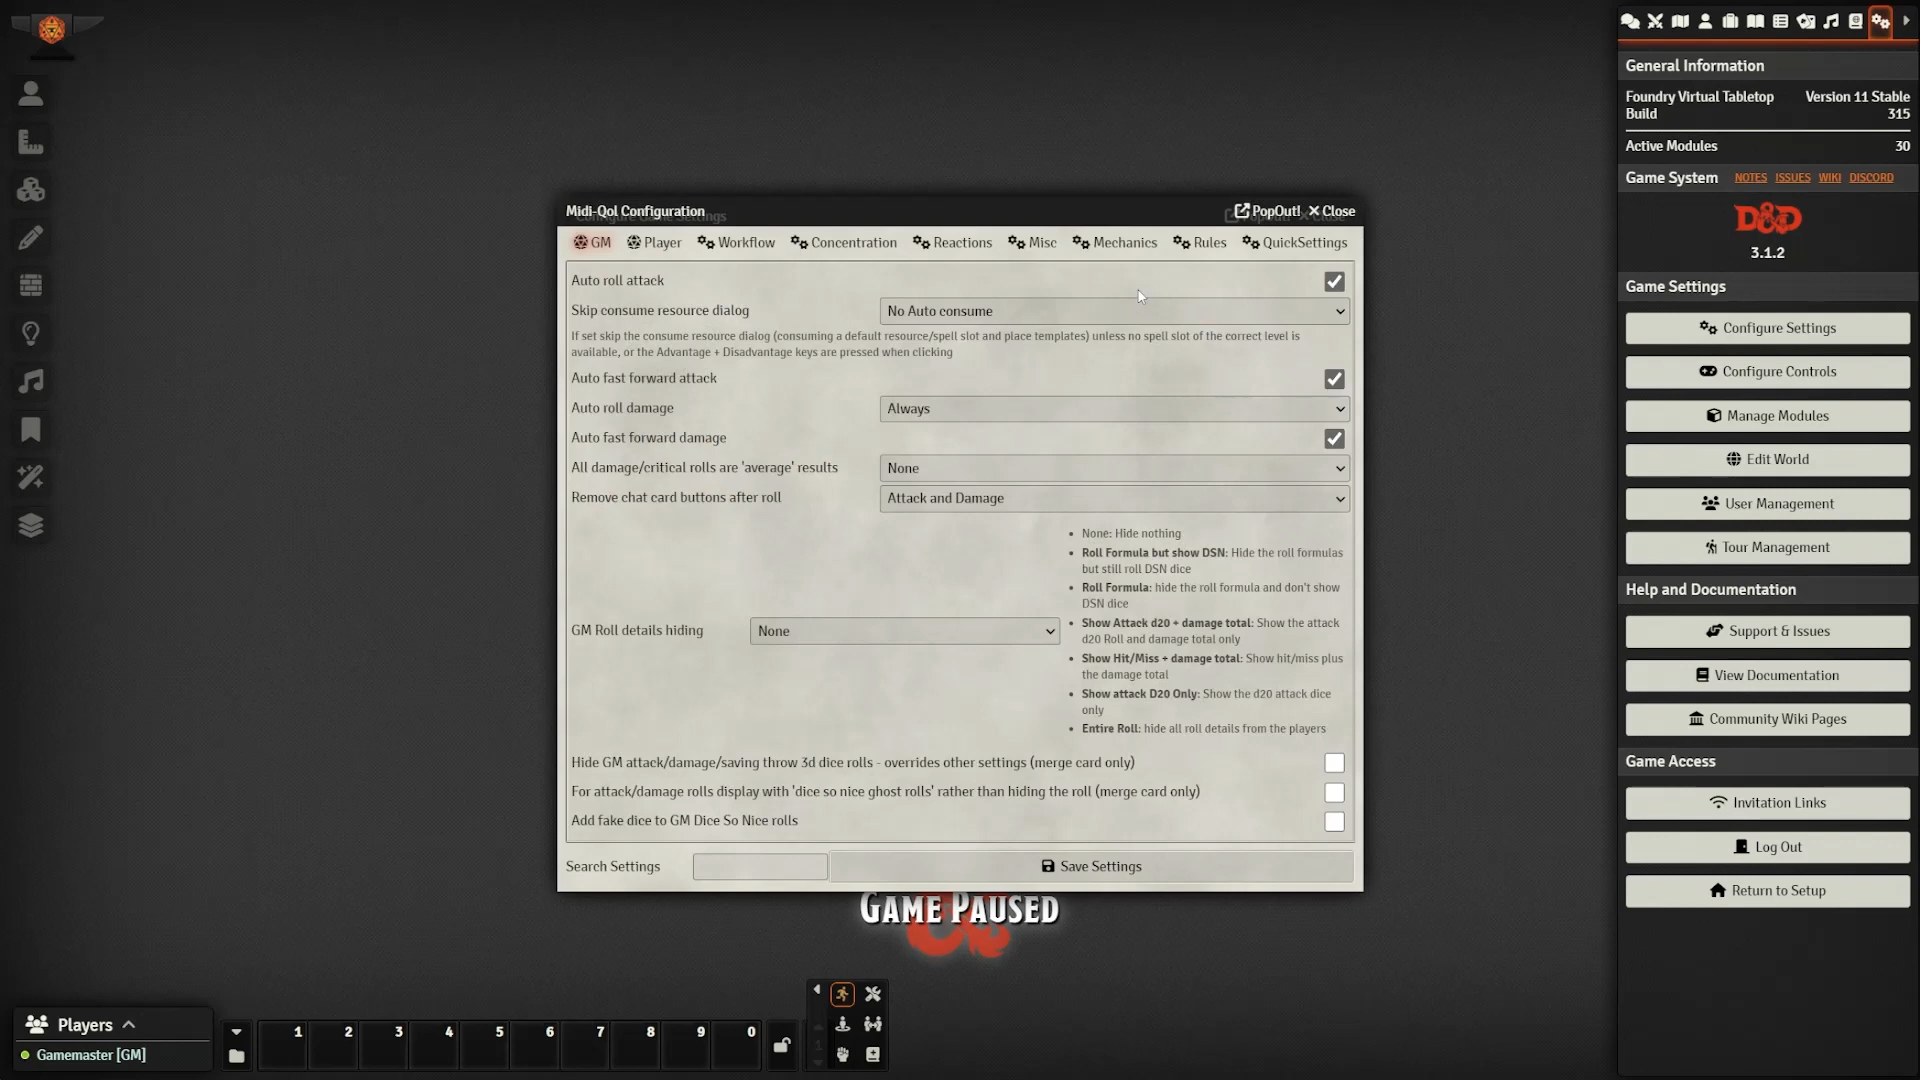 General Information
Foundry Virtual Tabletop Version 11 Stable
Build 315
Active Modules 30
Game System NOTES ISSUES WIKI DISCORD
D&D
3.1.2
Game Settings
Configure Settings
Configure Controls
Manage Modules
Edit World
User Management
Tour Management
Help and Documentation
Support & Issues
View Documentation
Community Wiki Pages
Game Access
Invitation Links
Log Out
Return to Setup
Midi-Qol Configuration PopOut! Close
GM Player Workflow Concentration Reactions Misc Mechanics Rules QuickSettings
Auto roll attack
Skip consume resource dialog No Auto consume
If set skip the consume resource dialog (consuming a default resource/spell slot and place templates) unless no spell slot of the correct level is
available, or the Advantage + Disadvantage keys are pressed when clicking
Auto fast forward attack
Auto roll damage Always
Auto fast forward damage
All damage/critical rolls are 'average' results None
Remove chat card buttons after roll Attack and Damage
GM Roll details hiding None
• None: Hide nothing
• Roll Formula but show DSN: Hide the roll formulas
but still roll DSN dice
• Roll Formula: hide the roll formula and don't show
DSN dice
• Show Attack d20 + damage total: Show the attack
d20 Roll and damage total only
• Show Hit/Miss + damage total: Show hit/miss plus
the damage total
• Show attack D20 Only: Show the d20 attack dice
only
• Entire Roll: hide all roll details from the players
Hide GM attack/damage/saving throw 3d dice rolls - overrides other settings (merge card only)
For attack/damage rolls display with 'dice so nice ghost rolls' rather than hiding the roll (merge card only)
Add fake dice to GM Dice So Nice rolls
Search Settings Save Settings
GAME PAUSED
Players
Gamemaster [GM]
1 2 3 4 5 6 7 8 9 0